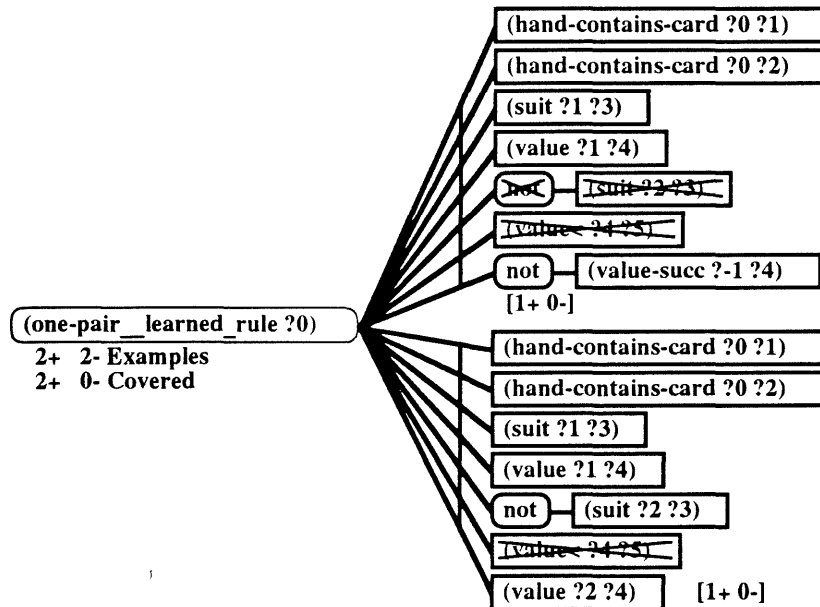 (hand-contains-card ?0 ?1)
(hand-contains-card ?0 ?2)
(suit ?1 ?3)
(value ?1 ?4)
not (suit ?2 ?3)
(value< ?4 ?5)
not (value-succ ?-1 ?4)
[1+ 0-]
(one-pair__learned_rule ?0)
2+ 2- Examples
2+ 0- Covered
(hand-contains-card ?0 ?1)
(hand-contains-card ?0 ?2)
(suit ?1 ?3)
(value ?1 ?4)
not (suit ?2 ?3)
(value< ?4 ?5)
(value ?2 ?4) [1+ 0-]